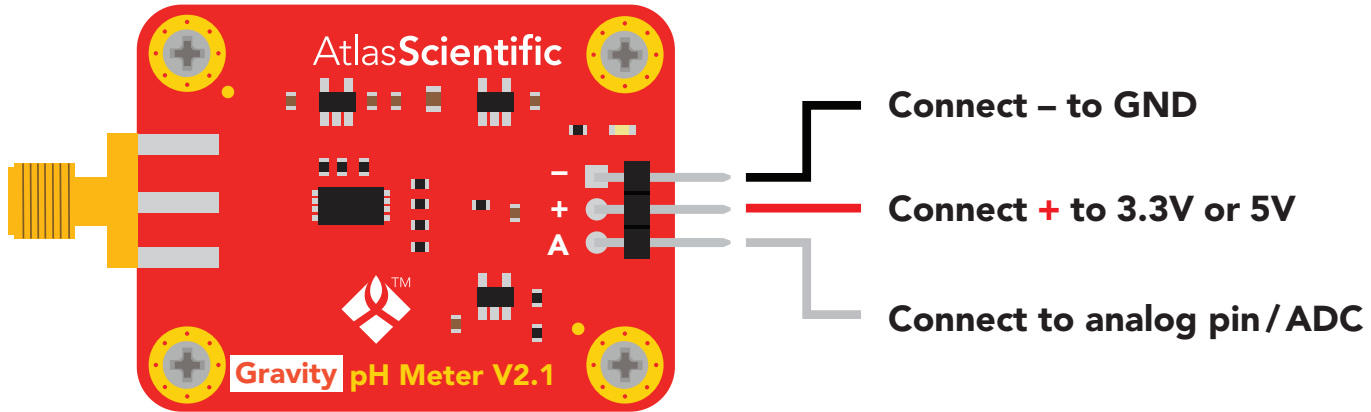 AtlasScientific
Connect – to GND
–
+
Connect + to 3.3V or 5V
A
TM
Connect to analog pin / ADC
Gravity pH Meter V2.1